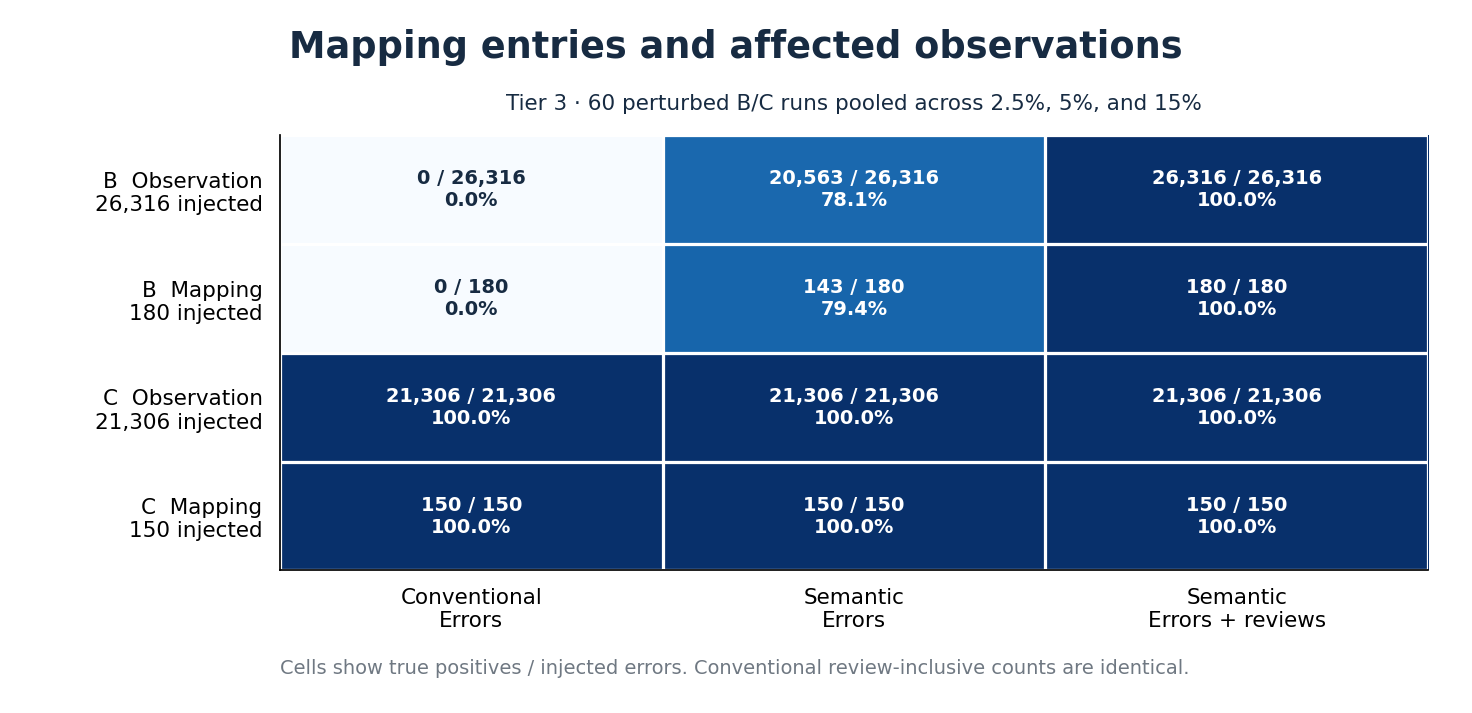 Mapping entries and affected observations
Tier 3 · 60 perturbed B/C runs pooled across 2.5%, 5%, and 15%
B  Observation
26,316 injected
0 / 26,316
0.0%
20,563 / 26,316
78.1%
26,316 / 26,316
100.0%
B  Mapping
180 injected
0 / 180
0.0%
143 / 180
79.4%
180 / 180
100.0%
C  Observation
21,306 injected
21,306 / 21,306
100.0%
21,306 / 21,306
100.0%
21,306 / 21,306
100.0%
C  Mapping
150 injected
150 / 150
100.0%
150 / 150
100.0%
150 / 150
100.0%
Conventional
Errors
Semantic
Errors
Semantic
Errors + reviews
Cells show true positives / injected errors. Conventional review-inclusive counts are identical.